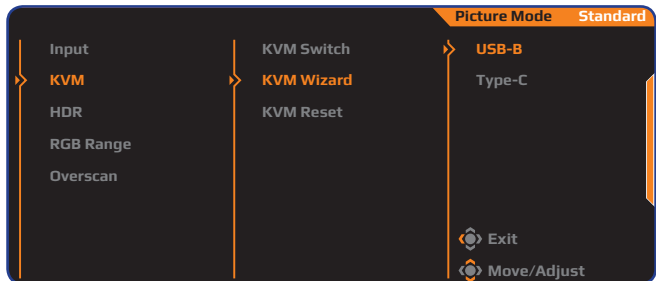 Picture Mode Standard
Input
KVM
HDR
RGB Range
Overscan
KVM Switch
KVM Wizard
KVM Reset
USB-B
Type-C
Exit
Move/Adjust